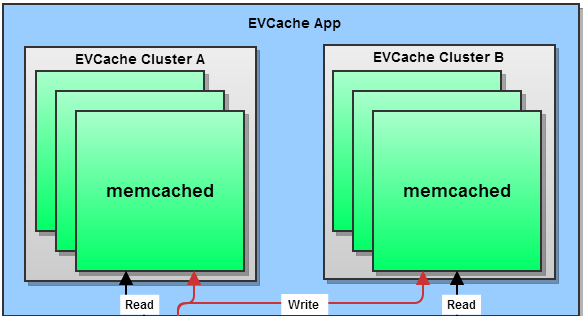 EVCache App
EVCache Cluster A
EVCache Cluster B
memcached
memcached
Read
Write
Read